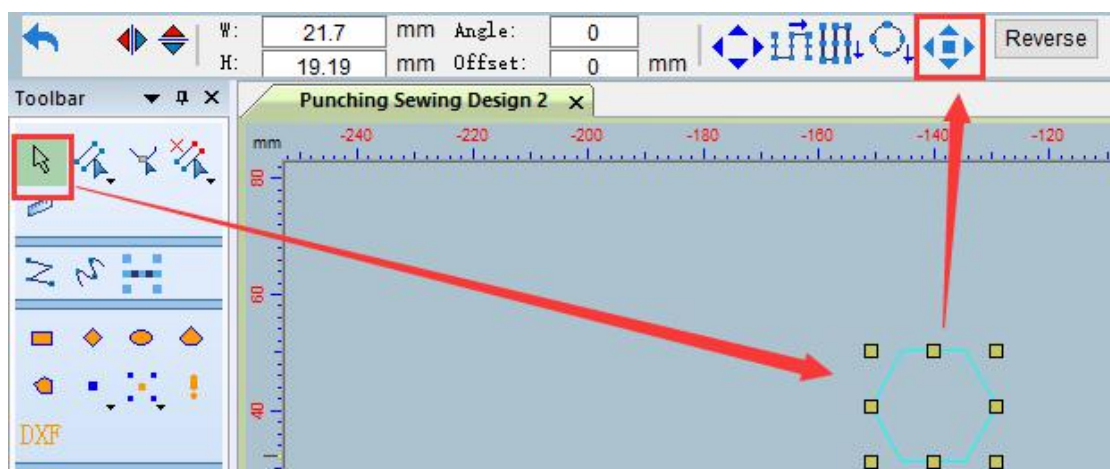 W: 21.7 mm Angle: 0
H: 19.19 mm Offset: 0 mm
Reverse
Toolbar
Punching Sewing Design 2
mm -240 -220 -200 -180 -160 -140 -120
80
60
40
DXF